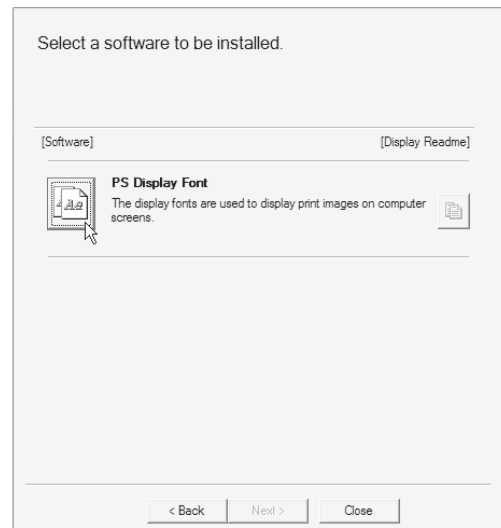 Select a software to be installed.
[Software] [Display Readme]
PS Display Font
The display fonts are used to display print images on computer
screens.
< Back Next > Close